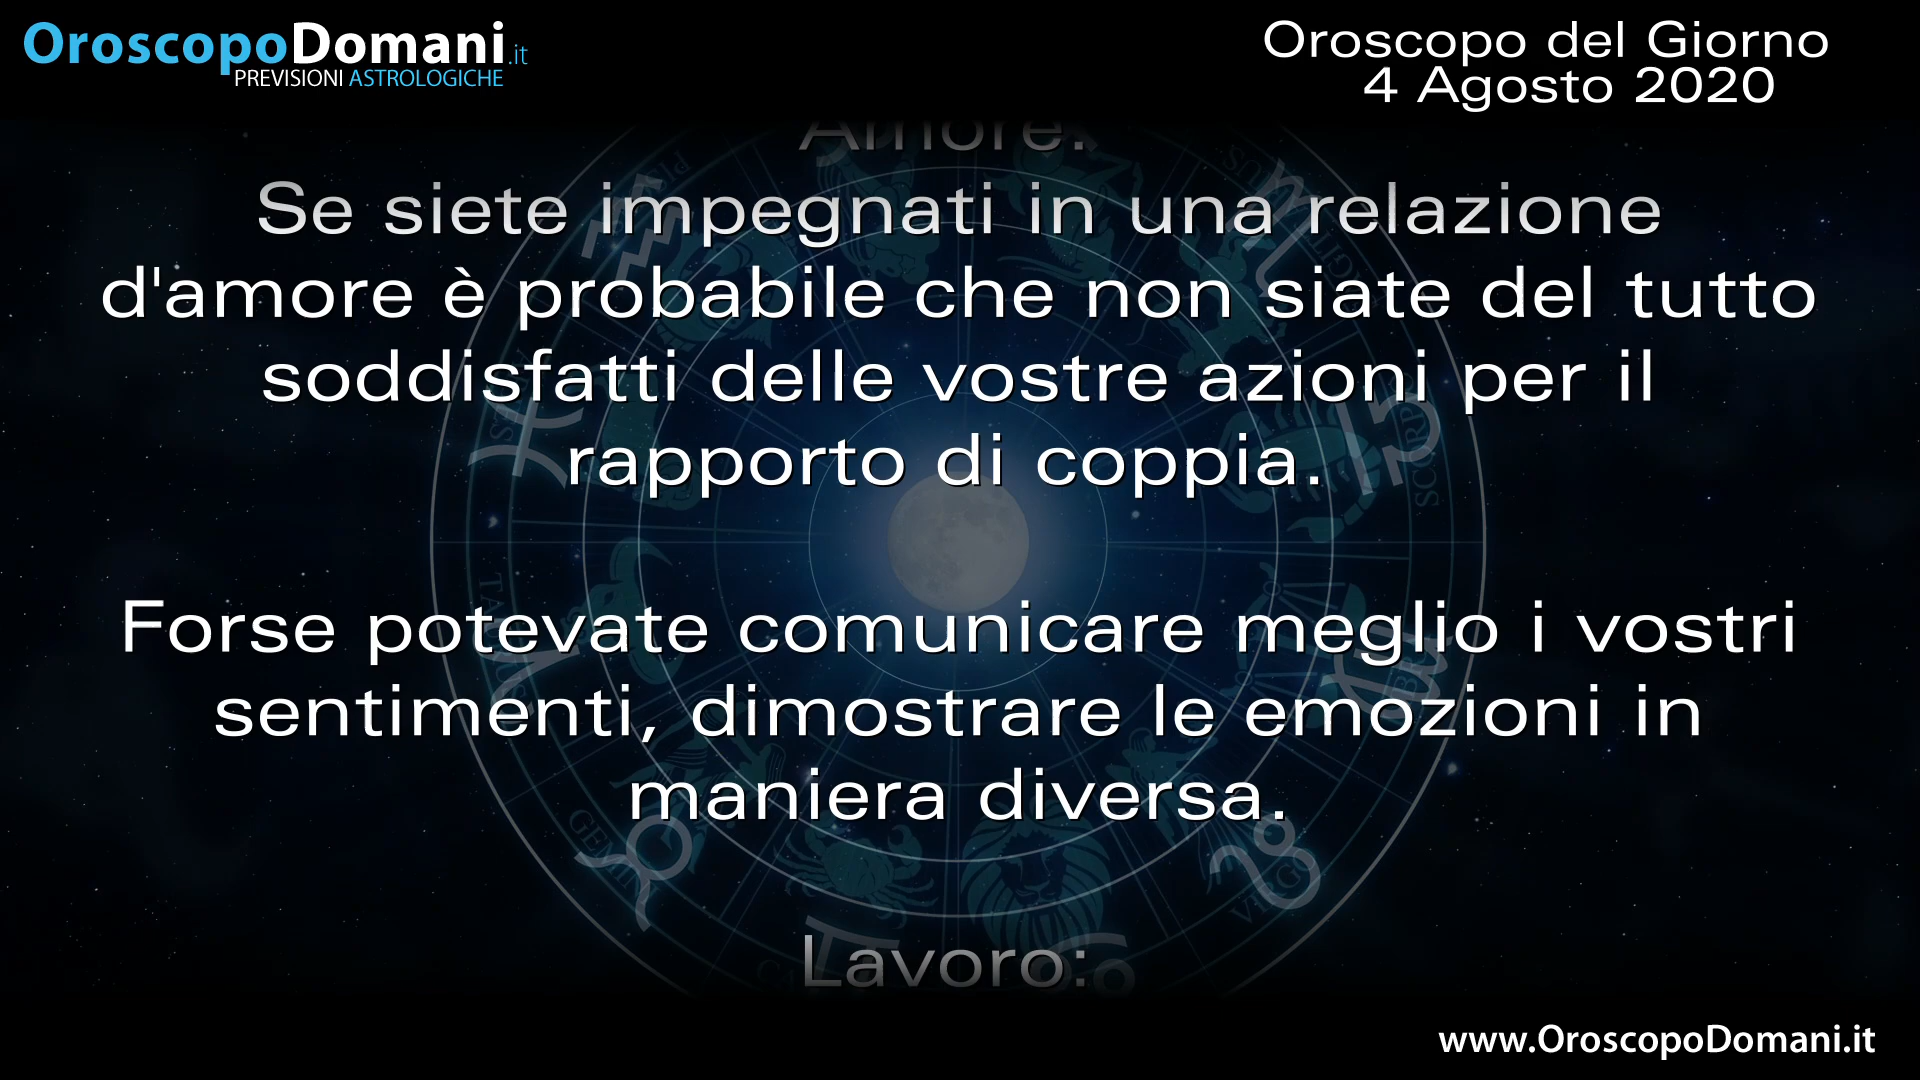 OroscopoDomani.it
PREVISIONI ASTROLOGICHE
Oroscopo del Giorno
4 Agosto 2020
Amore:
Se siete impegnati in una relazione
d'amore è probabile che non siate del tutto
soddisfatti delle vostre azioni per il
rapporto di coppia.
Forse potevate comunicare meglio i vostri
sentimenti, dimostrare le emozioni in
maniera diversa.
Lavoro:
www.OroscopoDomani.it